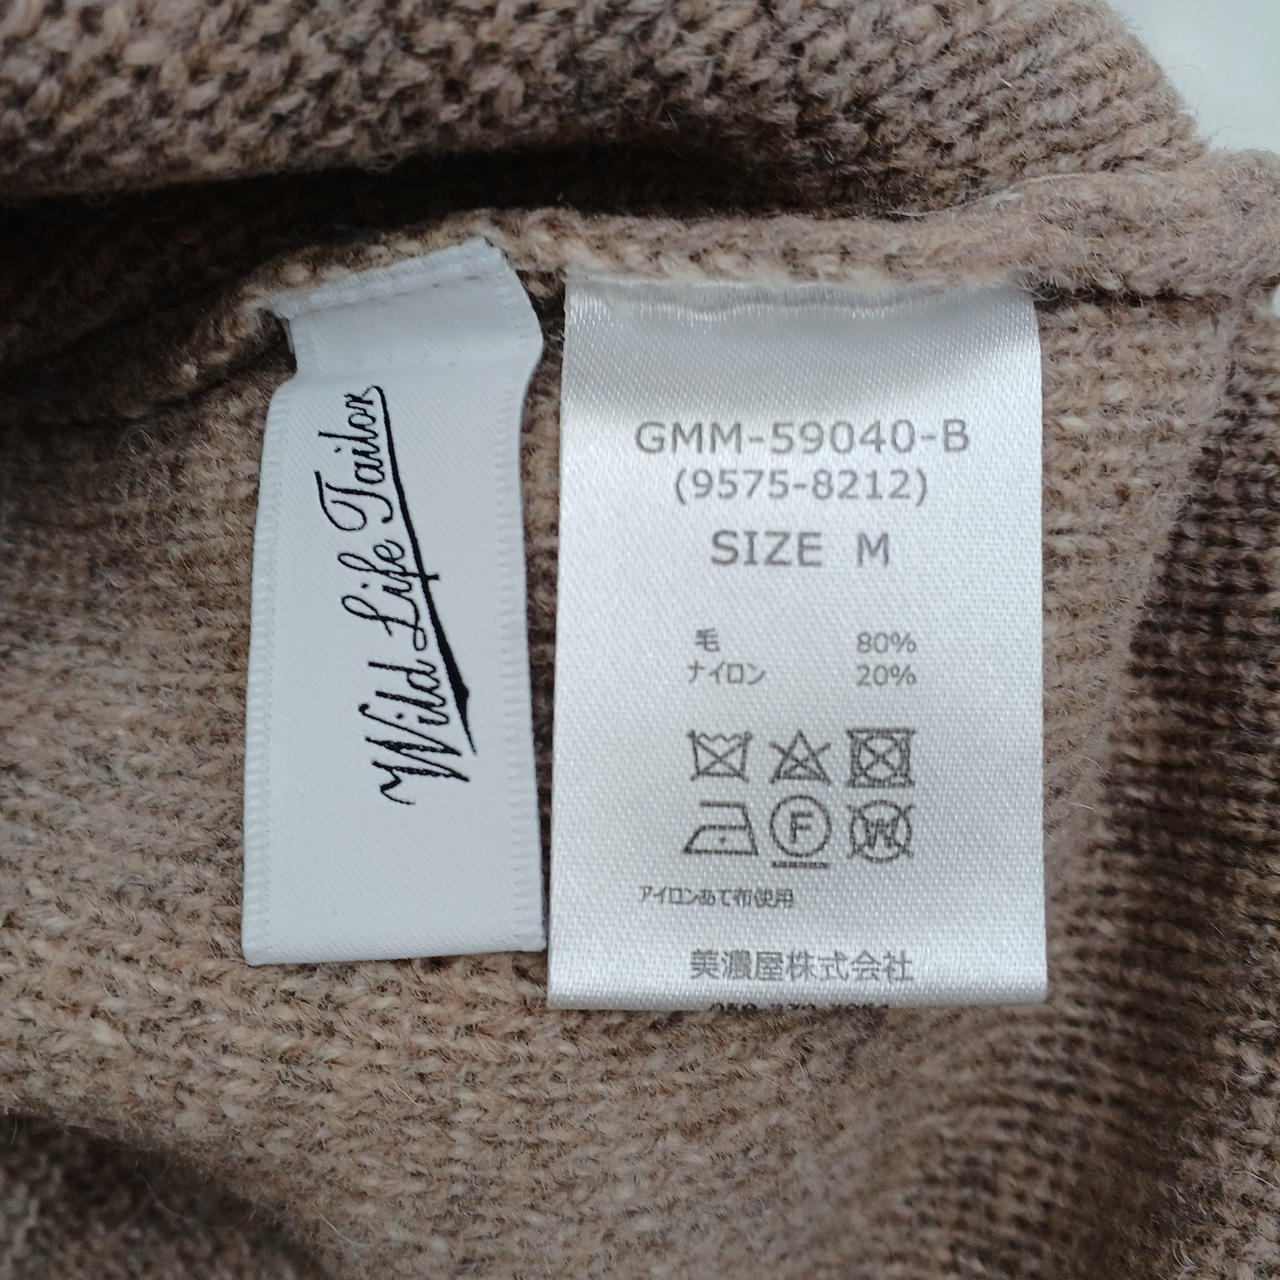 Wild Life Tailor
GMM-59040-B
(9575-8212)
SIZE M
毛 80%
ナイロン 20%
F
W
アイロンあて布使用
美濃屋株式会社